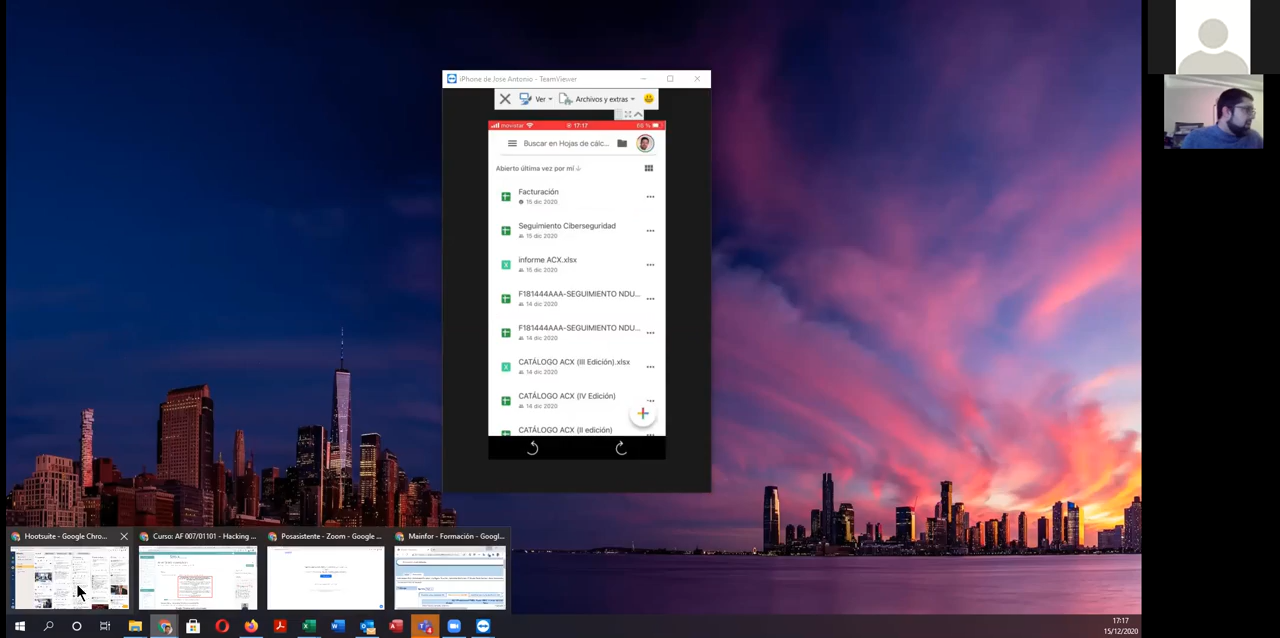 iPhone de Jose Antonio - TeamViewer
Ver
Archivos y extras
movistar
17:17
Buscar en Hojas de cálc...
Abierto última vez por mí ↓
Facturación
15 dic 2020
Seguimiento Ciberseguridad
15 dic 2020
informe ACX.xlsx
15 dic 2020
F181444AAA-SEGUIMIENTO NDU...
14 dic 2020
F181444AAA-SEGUIMIENTO NDU...
14 dic 2020
CATÁLOGO ACX (III Edición).xlsx
14 dic 2020
CATÁLOGO ACX (IV Edición)
14 dic 2020
CATÁLOGO ACX (II edición)
Hootsuite - Google Chro...
Curso: AF 007/01101 - Hacking ...
Posasistente - Zoom - Google ...
Mainfor - Formación - Googl...
17:17
15/12/2020